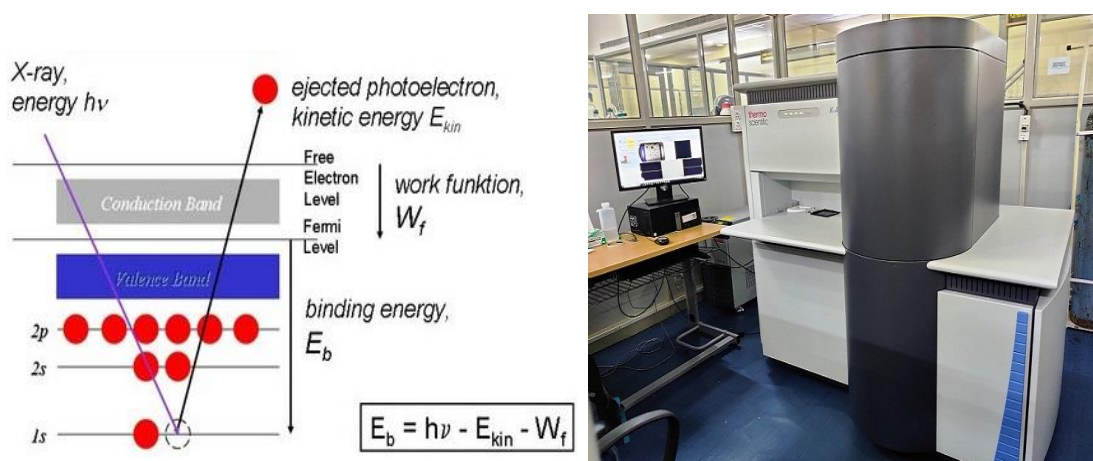 X-ray,
energy hν
ejected photoelectron,
kinetic energy E_kin
Free
Electron
Level
Conduction Band
work funktion,
W_f
Fermi
Level
Valence Band
binding energy,
E_b
2p
2s
1s
E_b = hν - E_kin - W_f
thermo
scientific